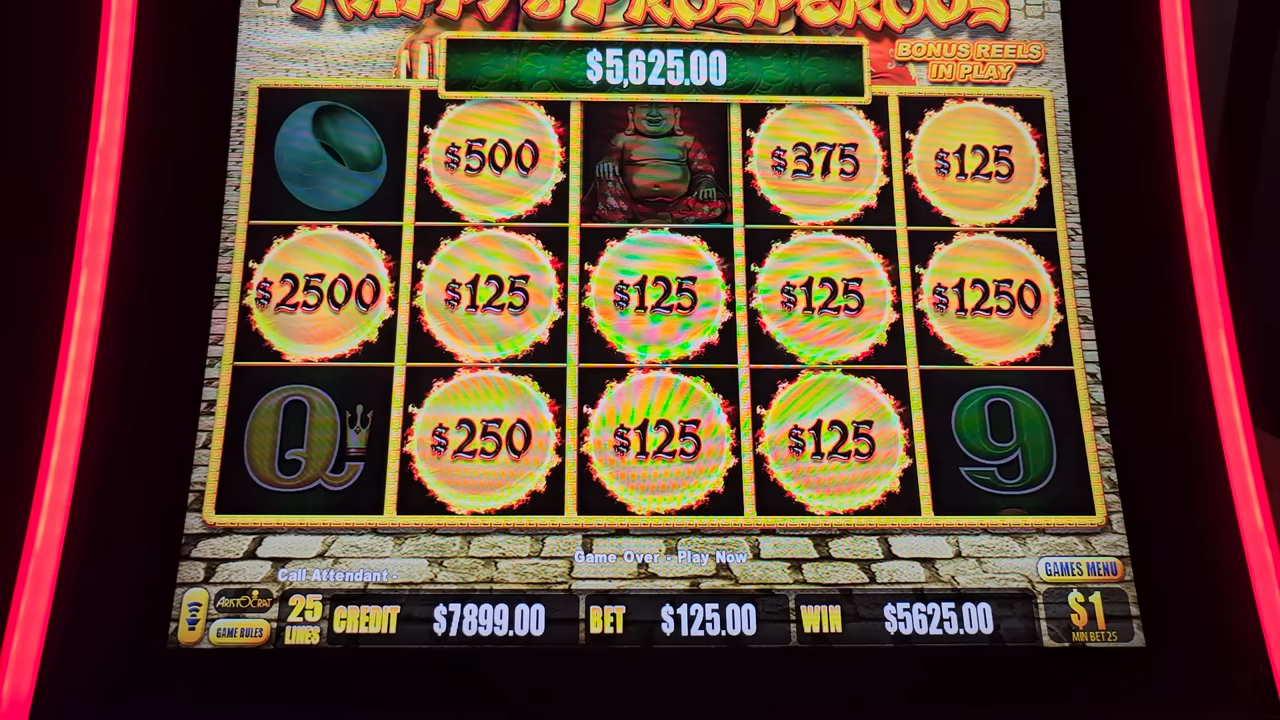 HAPPY & PROSPEROUS
$5,625.00
BONUS REELS
IN PLAY
$500
$375
$125
$2500
$125
$125
$125
$1250
Q
$250
$125
$125
9
Game Over - Play Now
Call Attendant -
GAMES MENU
ARISTOCRAT
GAME RULES
25
LINES
CREDIT
$7899.00
BET
$125.00
WIN
$5625.00
$1
MIN BET 25